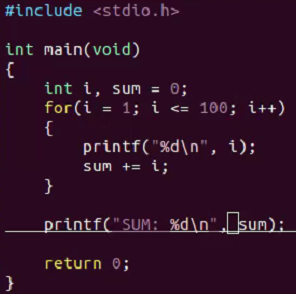 #include <stdio.h>

int main(void)
{
    int i, sum = 0;
    for(i = 1; i <= 100; i++)
    {
        printf("%d\n", i);
        sum += i;
    }

    printf("SUM: %d\n", sum);

    return 0;
}